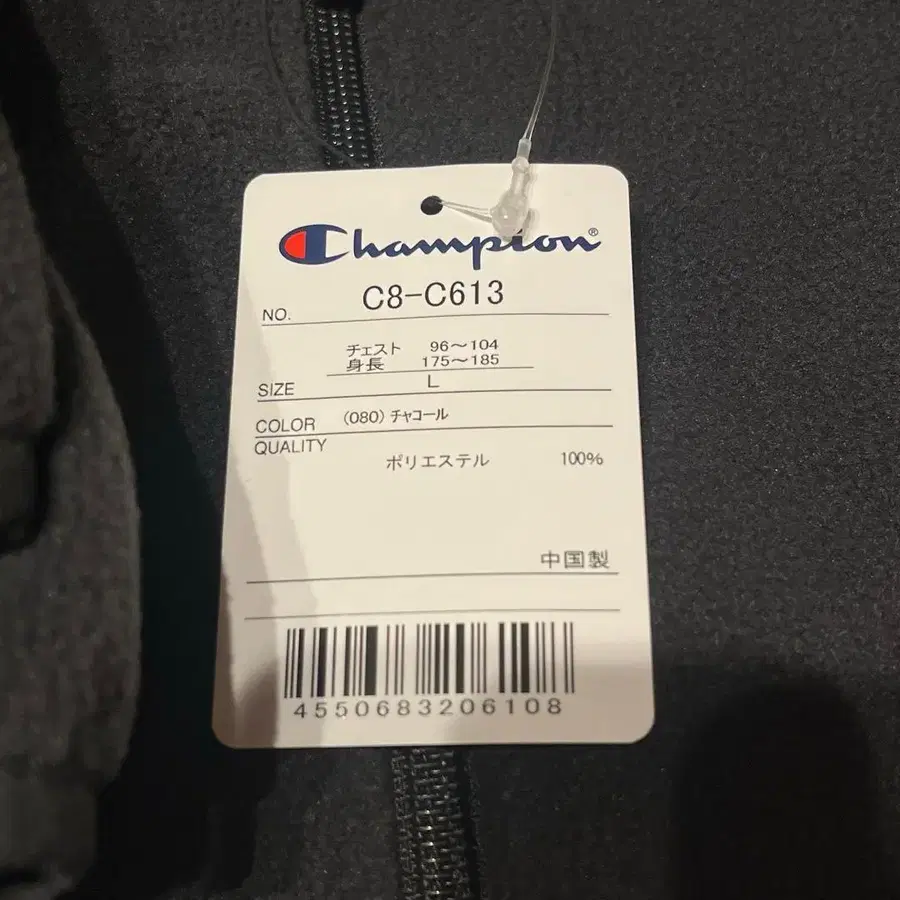 Champion®
NO. C8-C613
チェスト 96～104
身長 175～185
SIZE L
COLOR (080) チャコール
QUALITY
ポリエステル 100%
中国製
4550683206108